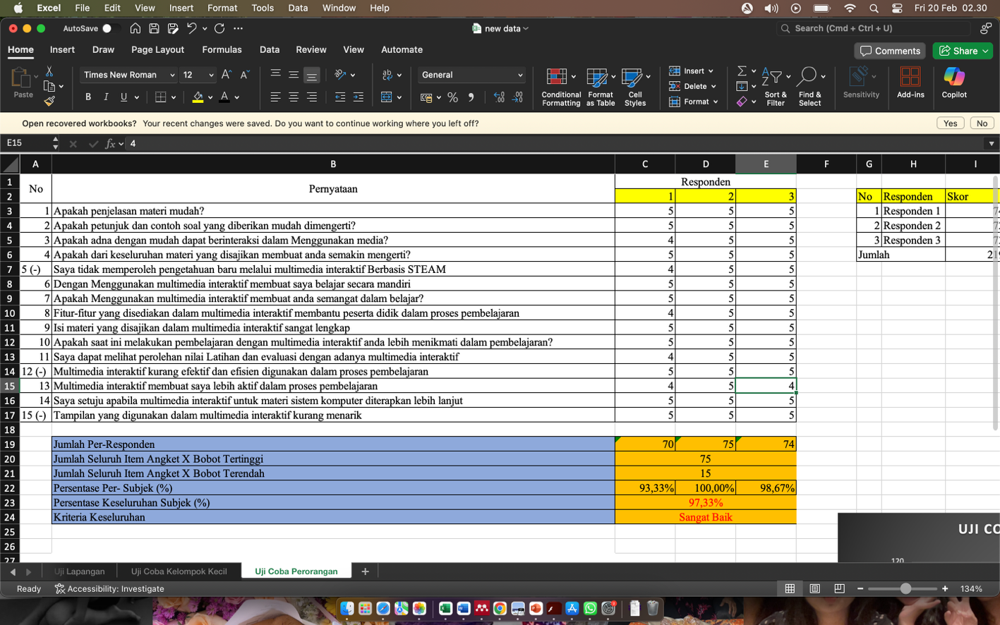 Excel File Edit View Insert Format Tools Data Window Help Fri 20 Feb 02.30
AutoSave new data Search (Cmd + Ctrl + U)
Home Insert Draw Page Layout Formulas Data Review View Automate Comments Share
Paste Times New Roman 12 General Insert
Delete
Format
B I U % Conditional Formatting Format as Table Cell Styles Sort & Filter Find & Select Sensitivity Add-ins Copilot
Open recovered workbooks? Your recent changes were saved. Do you want to continue working where you left off? Yes No
E15 fx 4
A B C D E F G H I
1 No Pernyataan Responden
2 1 2 3 No Responden Skor
3 1 Apakah penjelasan materi mudah? 5 5 5 1 Responden 1
4 2 Apakah petunjuk dan contoh soal yang diberikan mudah dimengerti? 5 5 5 2 Responden 2
5 3 Apakah adna dengan mudah dapat berinteraksi dalam Menggunakan media? 4 5 5 3 Responden 3
6 4 Apakah dari keseluruhan materi yang disajikan membuat anda semakin mengerti? 5 5 5 Jumlah
7 5 (-) Saya tidak memperoleh pengetahuan baru melalui multimedia interaktif Berbasis STEAM 4 5 5
8 6 Dengan Menggunakan multimedia interaktif membuat saya belajar secara mandiri 5 5 5
9 7 Apakah Menggunakan multimedia interaktif membuat anda semangat dalam belajar? 5 5 5
10 8 Fitur-fitur yang disediakan dalam multimedia interaktif membantu peserta didik dalam proses pembelajaran 4 5 5
11 9 Isi materi yang disajikan dalam multimedia interaktif sangat lengkap 5 5 5
12 10 Apakah saat ini melakukan pembelajaran dengan multimedia interaktif anda lebih menikmati dalam pembelajaran? 5 5 5
13 11 Saya dapat melihat perolehan nilai Latihan dan evaluasi dengan adanya multimedia interaktif 4 5 5
14 12 (-) Multimedia interaktif kurang efektif dan efisien digunakan dalam proses pembelajaran 5 5 5
15 13 Multimedia interaktif membuat saya lebih aktif dalam proses pembelajaran 4 5 4
16 14 Saya setuju apabila multimedia interaktif untuk materi sistem komputer diterapkan lebih lanjut 5 5 5
17 15 (-) Tampilan yang digunakan dalam multimedia interaktif kurang menarik 5 5 5
18
19 Jumlah Per-Responden 70 75 74
20 Jumlah Seluruh Item Angket X Bobot Tertinggi 75
21 Jumlah Seluruh Item Angket X Bobot Terendah 15
22 Persentase Per- Subjek (%) 93,33% 100,00% 98,67%
23 Persentase Keseluruhan Subjek (%) 97,33%
24 Kriteria Keseluruhan Sangat Baik
25 UJI CO
26
27 120
Uji Lapangan Uji Coba Kelompok Kecil Uji Coba Perorangan +
Ready Accessibility: Investigate 134%